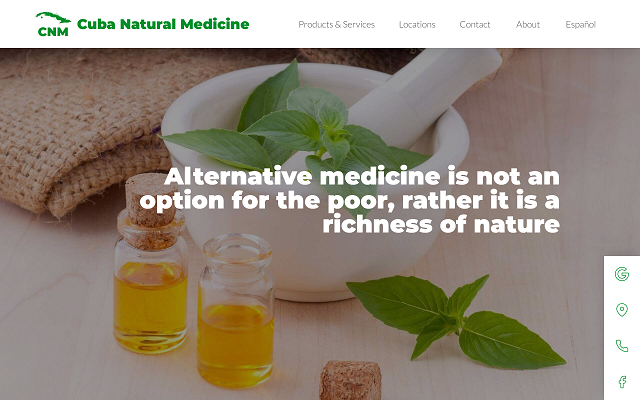 CNM
Cuba Natural Medicine
Products & Services
Locations
Contact
About
Español
Alternative medicine is not an
option for the poor, rather it is a
richness of nature